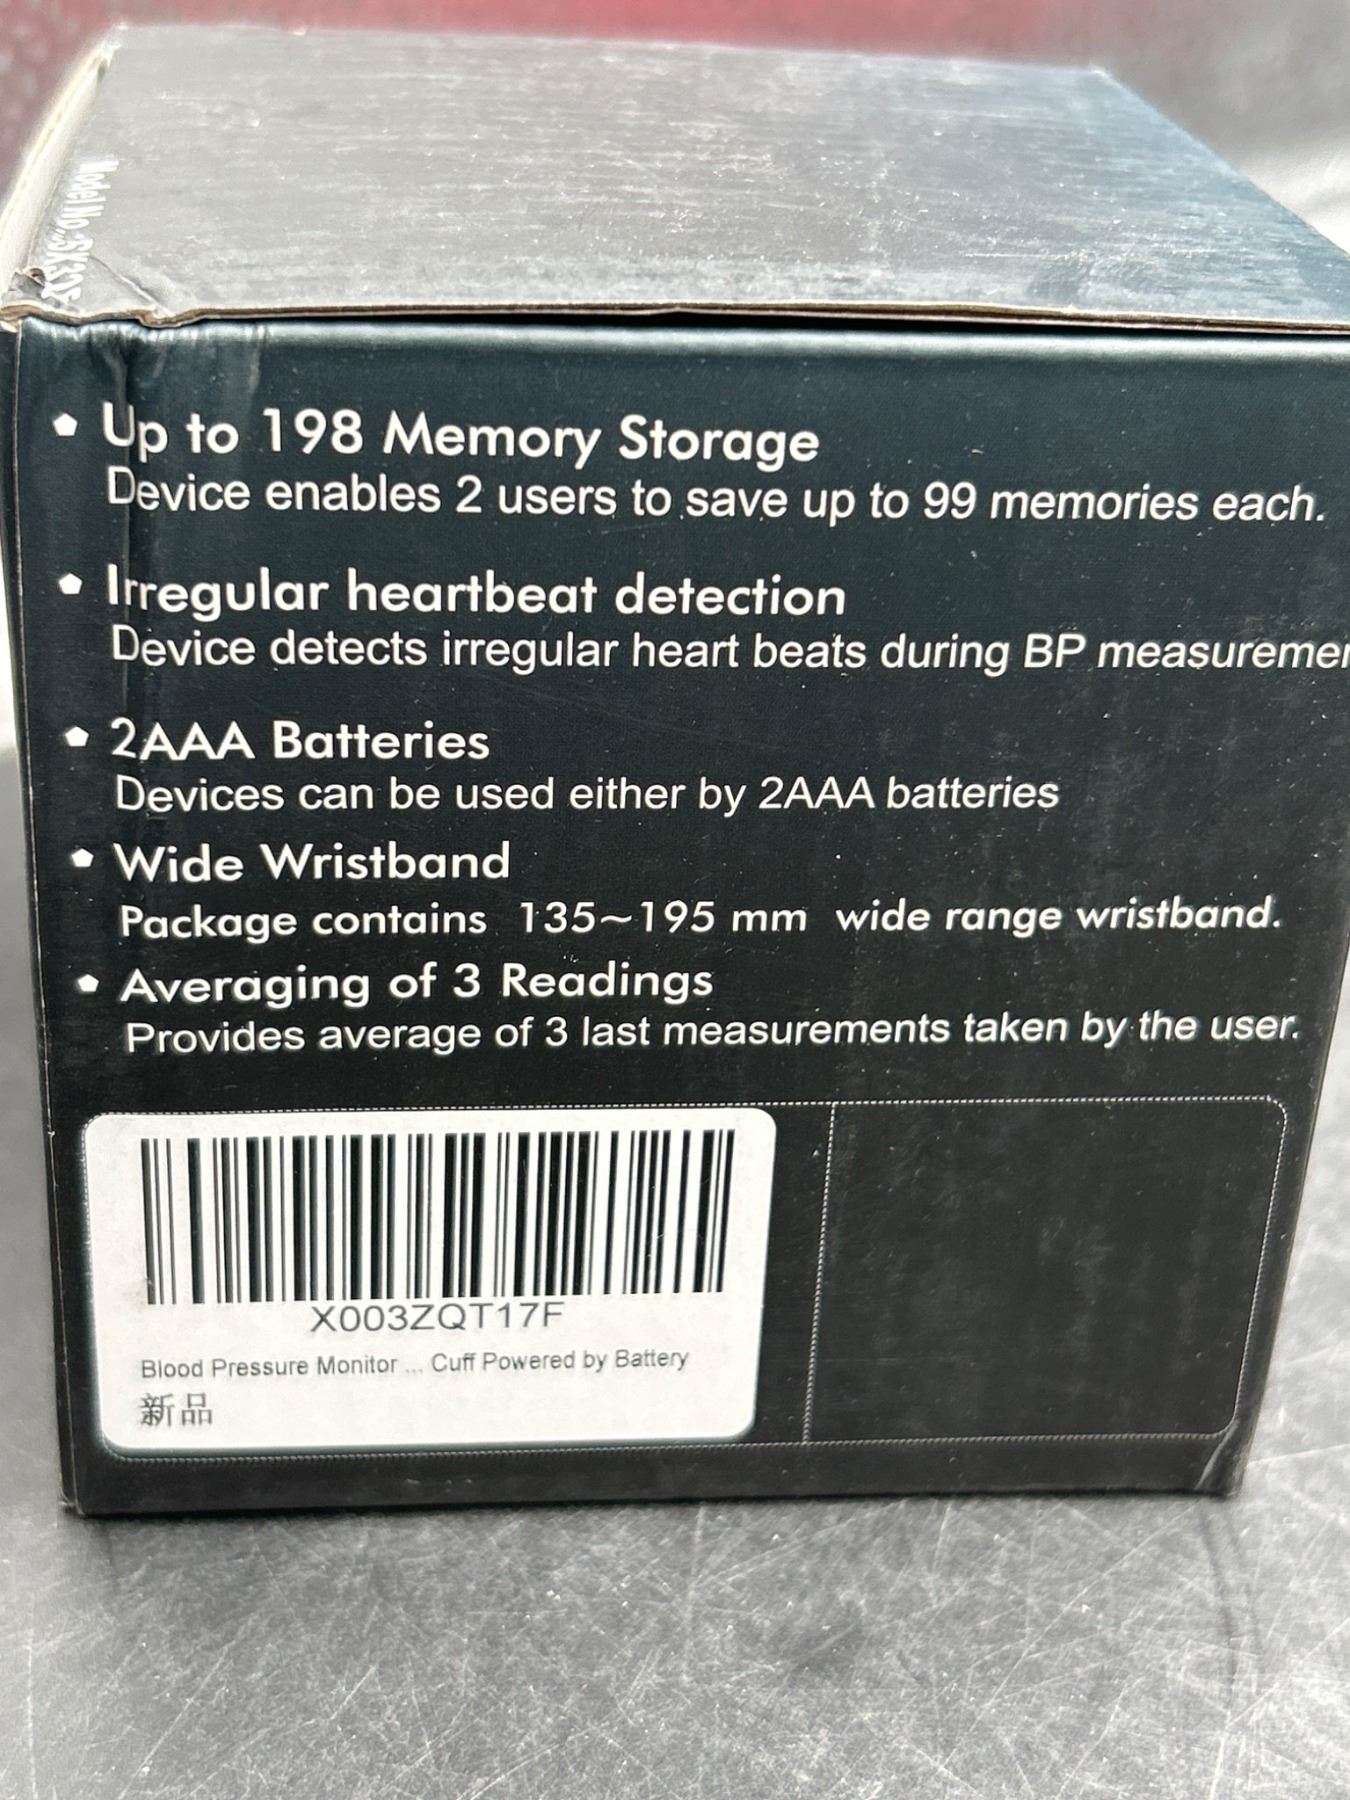 Model No.:
• Up to 198 Memory Storage
Device enables 2 users to save up to 99 memories each.
• Irregular heartbeat detection
Device detects irregular heart beats during BP
• 2AAA Batteries
Devices can be used either by 2AAA batteries
• Wide Wristband
Package contains 135~195 mm wide range wristband.
• Averaging of 3 Readings
Provides average of 3 last measurements taken by the user.
X003ZQT17F
Blood Pressure Monitor ... Cuff Powered by Battery
新品